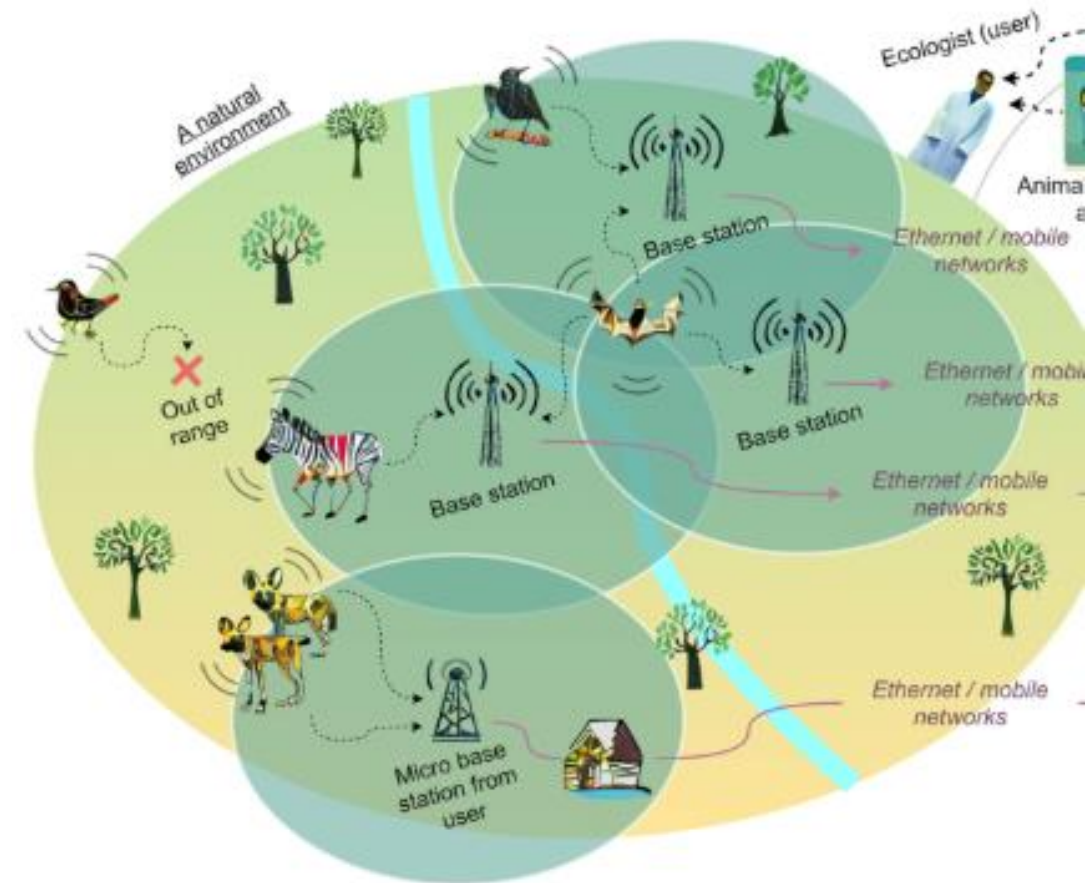 Ecologist (user)
A natural
environment
Animal
a
Base station
Ethernet / mobile
networks
Out of
range
Base station
Ethernet / mobile
networks
Base station
Ethernet / mobile
networks
Micro base
station from
user
Ethernet / mobile
networks